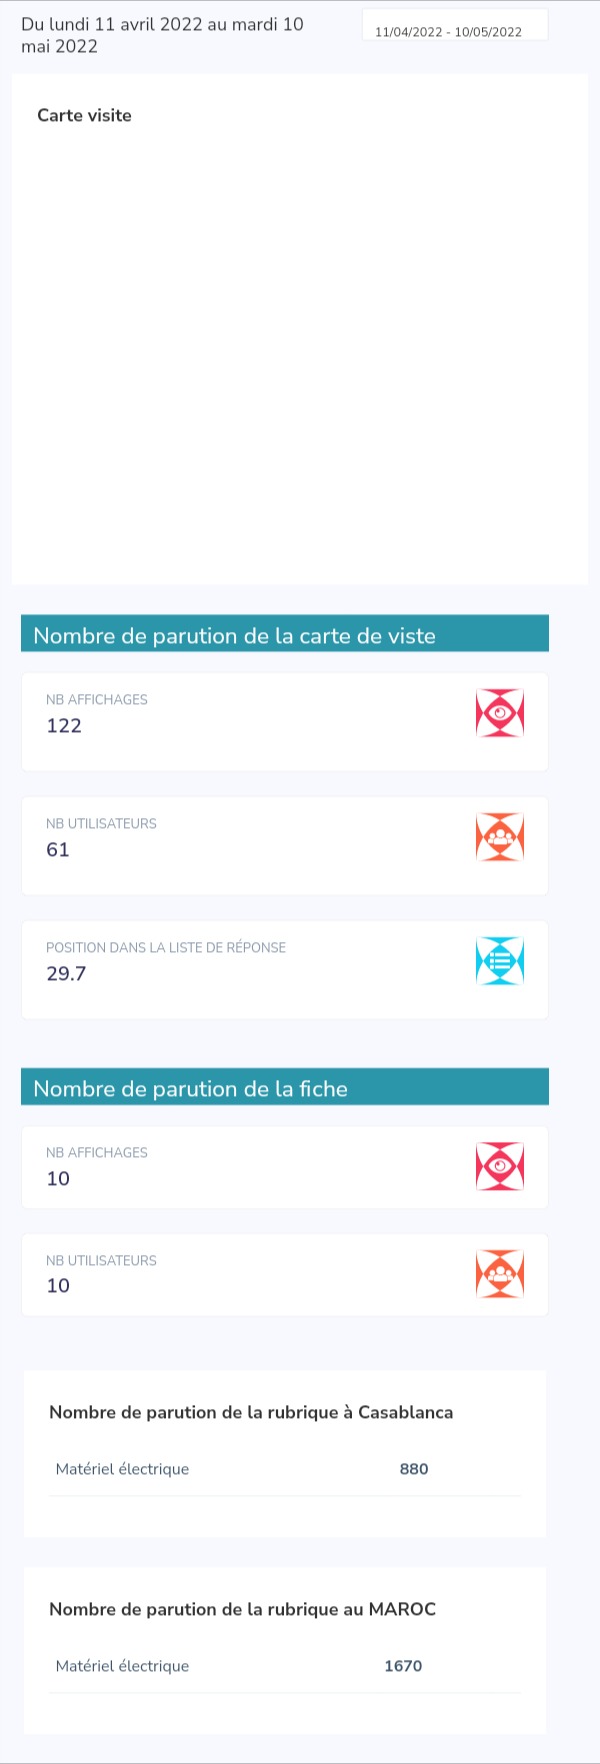 Du lundi 11 avril 2022 au mardi 10
mai 2022
11/04/2022 - 10/05/2022
Carte visite
Nombre de parution de la carte de viste
NB AFFICHAGES
122
NB UTILISATEURS
61
POSITION DANS LA LISTE DE RÉPONSE
29.7
Nombre de parution de la fiche
NB AFFICHAGES
10
NB UTILISATEURS
10
Nombre de parution de la rubrique à Casablanca
Matériel électrique 880
Nombre de parution de la rubrique au MAROC
Matériel électrique 1670